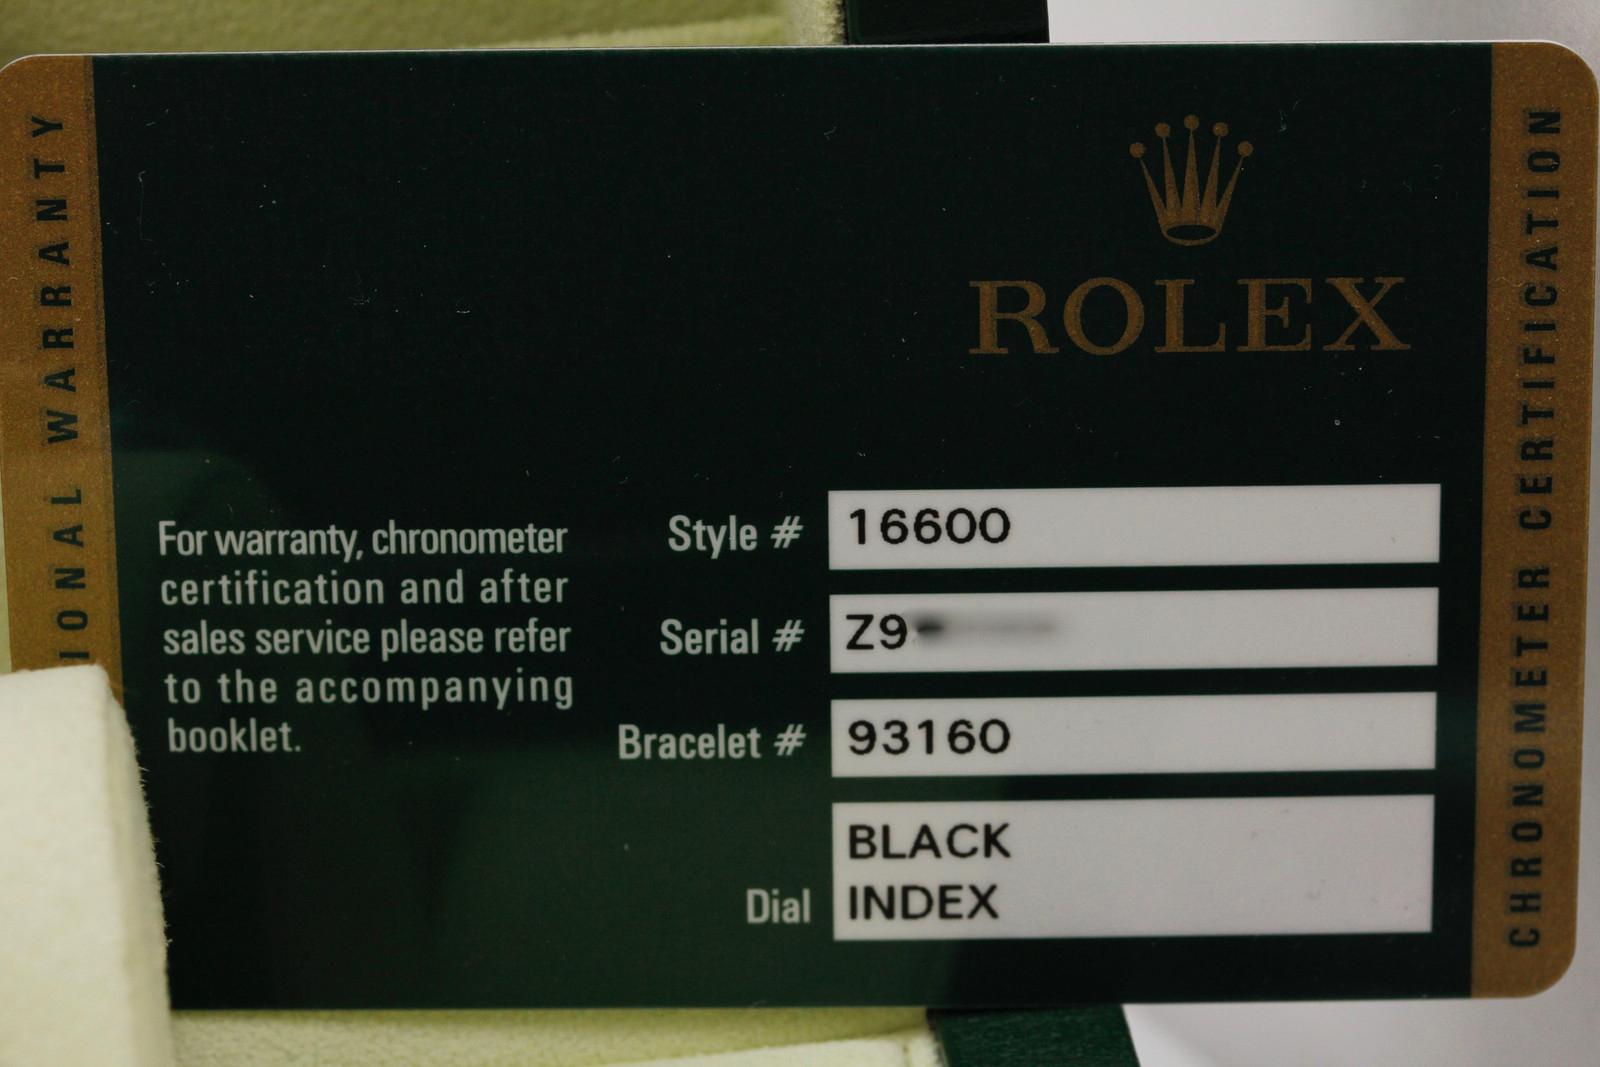 IONAL WARRANTY
ROLEX
CHRONOMETER CERTIFICATION
For warranty, chronometer
certification and after
sales service please refer
to the accompanying
booklet.
Style # 16600
Serial # Z9
Bracelet # 93160
Dial BLACK
INDEX